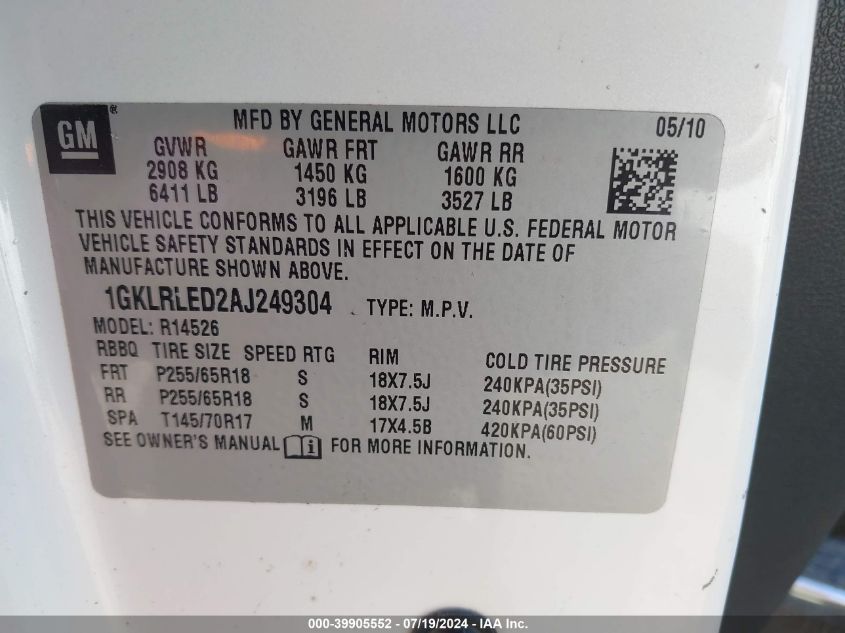 GM® MFD BY GENERAL MOTORS LLC 05/10
GVWR GAWR FRT GAWR RR
2908 KG 1450 KG 1600 KG
6411 LB 3196 LB 3527 LB
THIS VEHICLE CONFORMS TO ALL APPLICABLE U.S. FEDERAL MOTOR
VEHICLE SAFETY STANDARDS IN EFFECT ON THE DATE OF
MANUFACTURE SHOWN ABOVE.
1GKLRLED2AJ249304 TYPE: M.P.V.
MODEL: R14526
RBBQ TIRE SIZE SPEED RTG RIM COLD TIRE PRESSURE
FRT P255/65R18 S 18X7.5J 240KPA(35PSI)
RR P255/65R18 S 18X7.5J 240KPA(35PSI)
SPA T145/70R17 M 17X4.5B 420KPA(60PSI)
SEE OWNER'S MANUAL i FOR MORE INFORMATION.
000-39905552 - 07/19/2024 - IAA Inc.